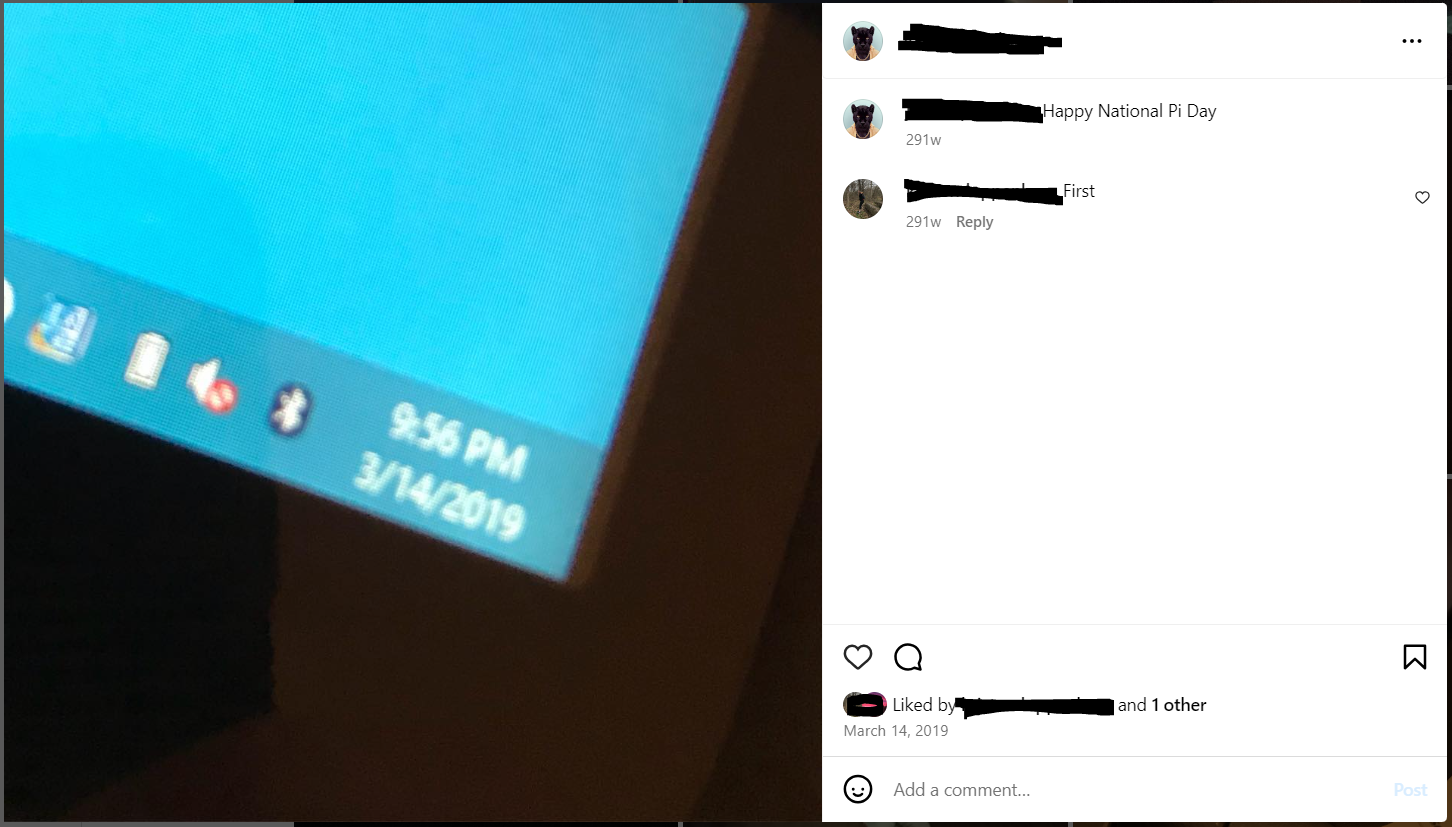 9:56 PM
3/14/2019
Happy National Pi Day
291w
First
291w Reply
Liked by and 1 other
March 14, 2019
Add a comment...
Post